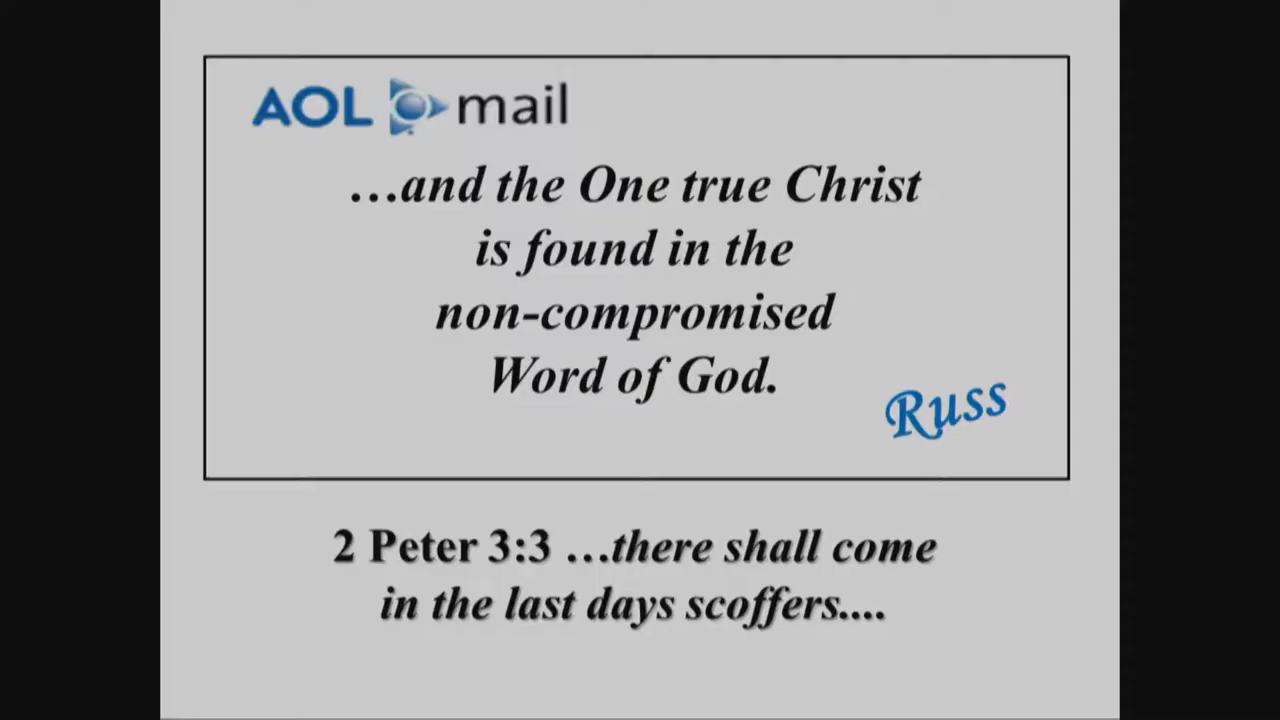 AOL mail
…and the One true Christ
is found in the
non-compromised
Word of God.
Russ
2 Peter 3:3 …there shall come
in the last days scoffers....